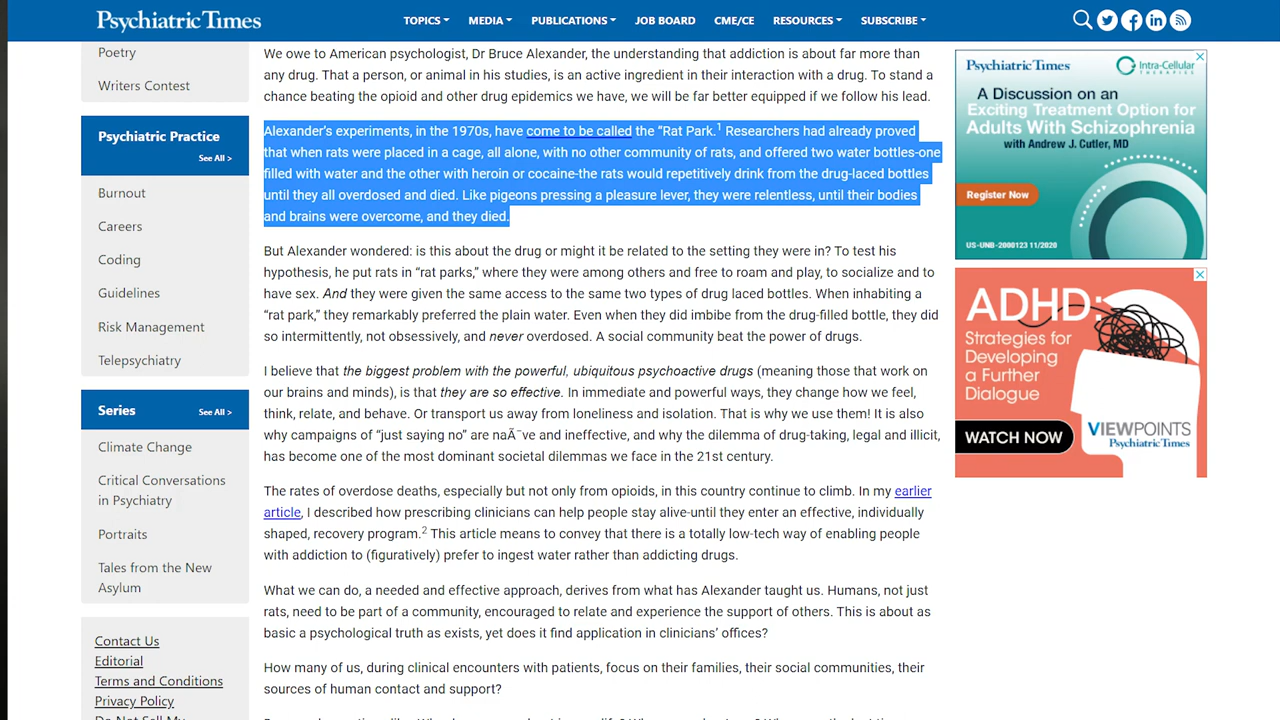 Psychiatric Times
TOPICS MEDIA PUBLICATIONS JOB BOARD CME/CE RESOURCES SUBSCRIBE
Poetry
Writers Contest
Psychiatric Practice
See All >
Burnout
Careers
Coding
Guidelines
Risk Management
Telepsychiatry
Series
See All >
Climate Change
Critical Conversations
in Psychiatry
Portraits
Tales from the New
Asylum
Contact Us
Editorial
Terms and Conditions
Privacy Policy
Do Not Sell My
We owe to American psychologist, Dr Bruce Alexander, the understanding that addiction is about far more than
any drug. That a person, or animal in his studies, is an active ingredient in their interaction with a drug. To stand a
chance beating the opioid and other drug epidemics we have, we will be far better equipped if we follow his lead.
Alexander's experiments, in the 1970s, have come to be called the “Rat Park.1 Researchers had already proved
that when rats were placed in a cage, all alone, with no other community of rats, and offered two water bottles-one
filled with water and the other with heroin or cocaine-the rats would repetitively drink from the drug-laced bottles
until they all overdosed and died. Like pigeons pressing a pleasure lever, they were relentless, until their bodies
and brains were overcome, and they died.
But Alexander wondered: is this about the drug or might it be related to the setting they were in? To test his
hypothesis, he put rats in “rat parks,” where they were among others and free to roam and play, to socialize and to
have sex. And they were given the same access to the same two types of drug laced bottles. When inhabiting a
“rat park,” they remarkably preferred the plain water. Even when they did imbibe from the drug-filled bottle, they did
so intermittently, not obsessively, and never overdosed. A social community beat the power of drugs.
I believe that the biggest problem with the powerful, ubiquitous psychoactive drugs (meaning those that work on
our brains and minds), is that they are so effective. In immediate and powerful ways, they change how we feel,
think, relate, and behave. Or transport us away from loneliness and isolation. That is why we use them! It is also
why campaigns of “just saying no” are naÃ¯ve and ineffective, and why the dilemma of drug-taking, legal and illicit,
has become one of the most prominent societal dilemmas we face in the 21st century.
The rates of overdose deaths, especially but not only from opioids, in this country continue to climb. In my earlier
article, I described how prescribing clinicians can help people stay alive-until they enter an effective, individually
shaped, recovery program.2 This article means to convey that there is a totally low-tech way of enabling people
with addiction to (figuratively) prefer to ingest water rather than addicting drugs.
What we can do, a needed and effective approach, derives from what has Alexander taught us. Humans, not just
rats, need to be part of a community, encouraged to relate and experience the support of others. This is about as
basic a psychological truth as exists, yet does it find application in clinicians’ offices?
How many of us, during clinical encounters with patients, focus on their families, their social communities, their
sources of human contact and support?
Psychiatric Times
Intra-Cellular
THERAPIES
A Discussion on an
Exciting Treatment Option for
Adults With Schizophrenia
with Andrew J. Cutler, MD
Register Now
US-UNB-2000123 11/2020
ADHD:
Strategies for
Developing
a Further
Dialogue
WATCH NOW
VIEWPOINTS
Psychiatric Times